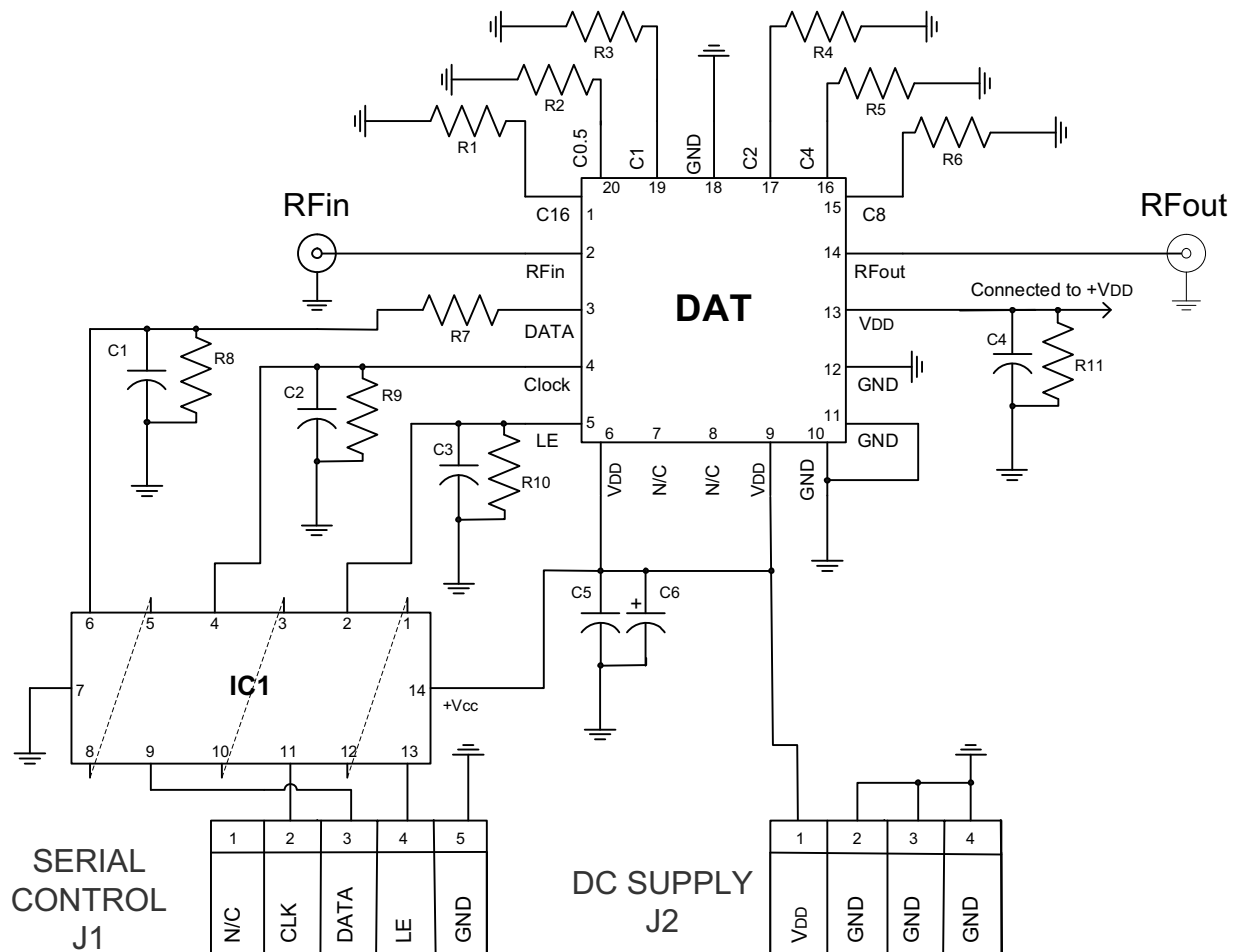 R3
R4
R2
R5
R1
R6
C0.5
C1
GND
C2
C4
20
19
18
17
16
RFin
RFout
C16
1
15
C8
2
14
RFin
RFout
DAT
Connected to +VDD
3
13
R7
DATA
VDD
C1
R8
C4
R11
4
12
Clock
GND
C2
R9
5
11
LE
GND
6
7
8
9
10
C3
R10
VDD
N/C
N/C
VDD
GND
C5
+
C6
6
5
4
3
2
1
7
IC1
14
+Vcc
8
9
10
11
12
13
SERIAL
CONTROL
J1
1
2
3
4
5
N/C
CLK
DATA
LE
GND
DC SUPPLY
J2
1
2
3
4
VDD
GND
GND
GND